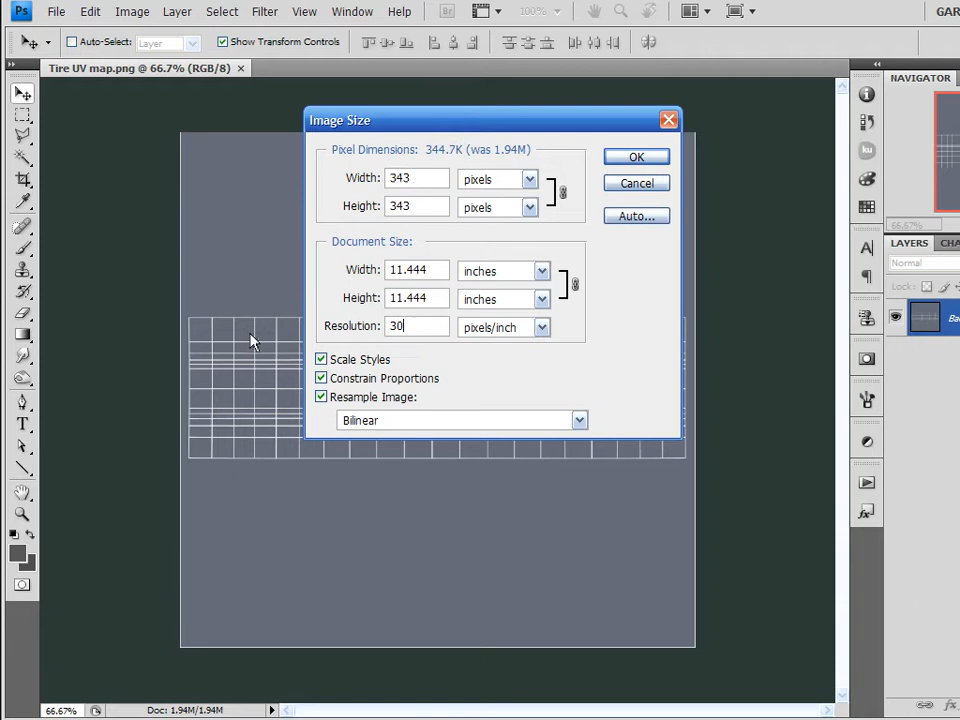 Ps File Edit Image Layer Select Filter View Window Help Br 100% GAR
Auto-Select: Layer Show Transform Controls
Tire UV map.png @ 66.7% (RGB/8) ×
NAVIGATOR
Image Size
Pixel Dimensions: 344.7K (was 1.94M)
Width: 343 pixels
Height: 343 pixels
OK
Cancel
Auto...
Document Size:
Width: 11.444 inches
Height: 11.444 inches
Resolution: 30 pixels/inch
Scale Styles
Constrain Proportions
Resample Image:
Bilinear
ku
66.67%
LAYERS CHA
Normal
Lock:
Ba
66.67% Doc: 1.94M/1.94M